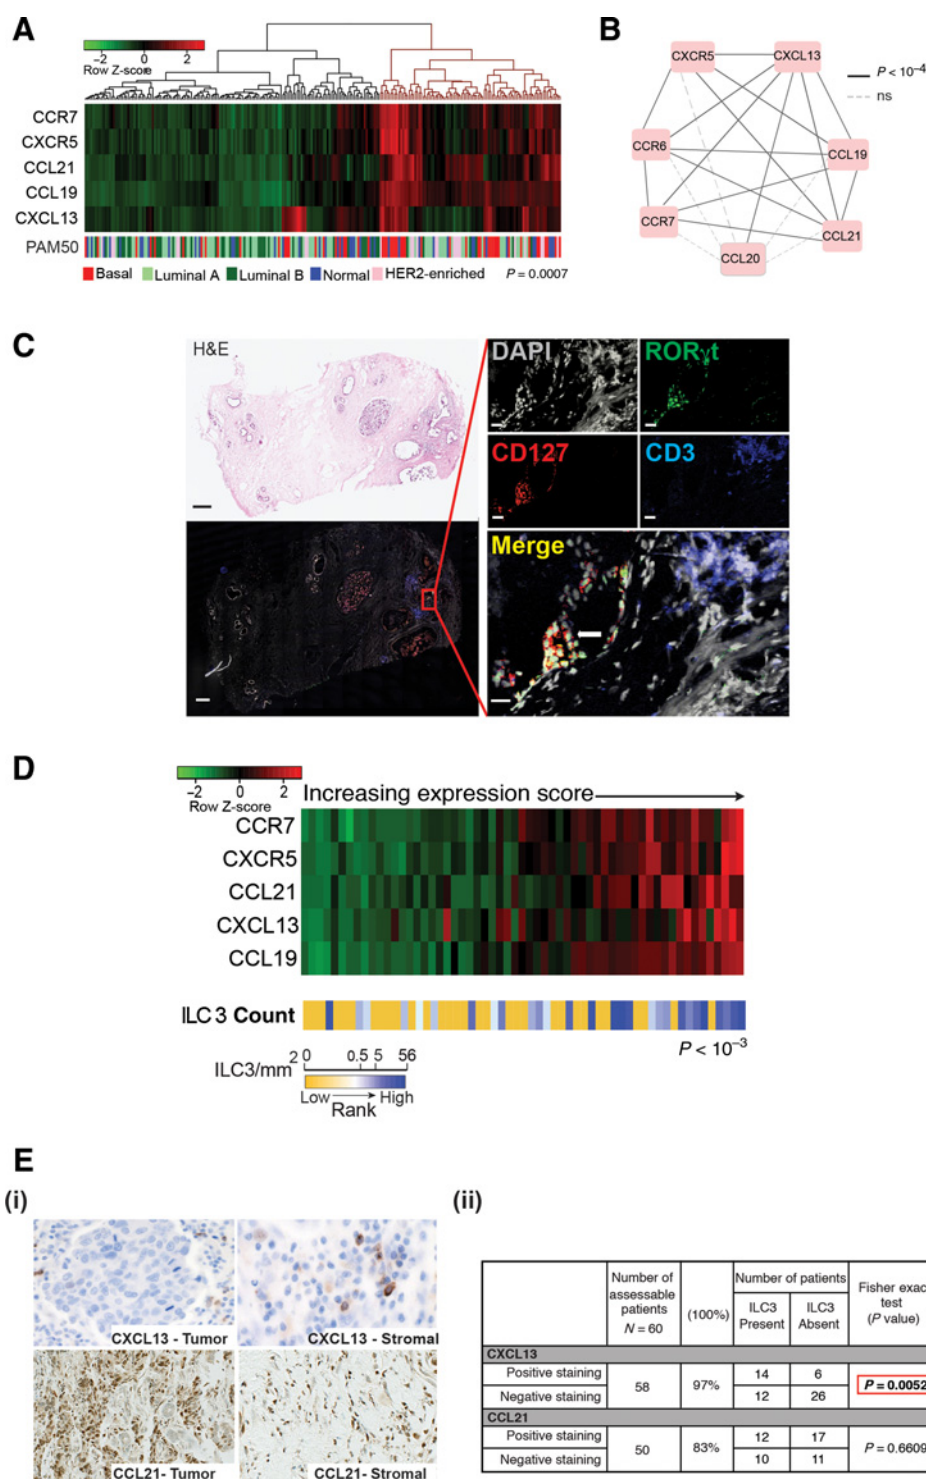 A
−2 0 2
Row Z-score
CCR7
CXCR5
CCL21
CCL19
CXCL13
PAM50
Basal Luminal A Luminal B Normal HER2-enriched P = 0.0007
B
CXCR5 CXCL13
P < 10⁻⁴
ns
CCR6
CCL19
CCR7
CCL21
CCL20
C
H&E
DAPI
RORγt
CD127
CD3
Merge
D
−2 0 2
Row Z-score
Increasing expression score
CCR7
CXCR5
CCL21
CXCL13
CCL19
ILC3 Count
P < 10⁻³
ILC3/mm² 0 0.5 5 56
Low High
Rank
E
(i)
CXCL13 - Tumor
CXCL13 - Stromal
CCL21- Tumor
CCL21- Stromal
(ii)
Number of assessable patients N = 60
(100%)
Number of patients
ILC3 Present
ILC3 Absent
Fisher exact test (P value)
CXCL13
Positive staining 58 97% 14 6 P = 0.0052
Negative staining 12 26
CCL21
Positive staining 50 83% 12 17 P = 0.6609
Negative staining 10 11